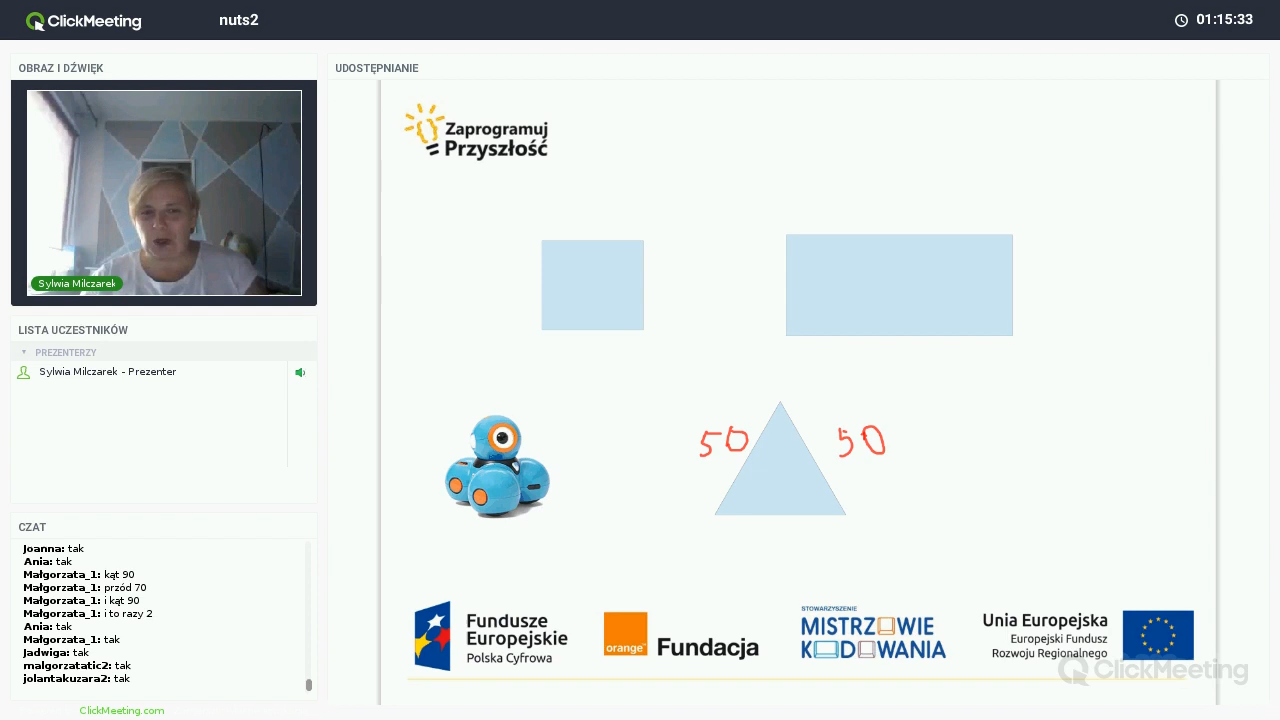 ClickMeeting
nuts2
01:15:33
OBRAZ I DŹWIĘK
Sylwia Milczarek
LISTA UCZESTNIKÓW
PREZENTERZY
Sylwia Milczarek - Prezenter
CZAT
Joanna: tak
Ania: tak
Małgorzata_1: kąt 90
Małgorzata_1: przód 70
Małgorzata_1: i kąt 90
Małgorzata_1: i to razy 2
Ania: tak
Małgorzata_1: tak
Jadwiga: tak
malgorzatatic2: tak
jolantakuzara2: tak
ClickMeeting.com
UDOSTĘPNIANIE
Zaprogramuj
Przyszłość
50
50
Fundusze
Europejskie
Polska Cyfrowa
orange™
Fundacja
STOWARZYSZENIE
MISTRZOWIE
KODOWANIA
Unia Europejska
Europejski Fundusz
Rozwoju Regionalnego
ClickMeeting